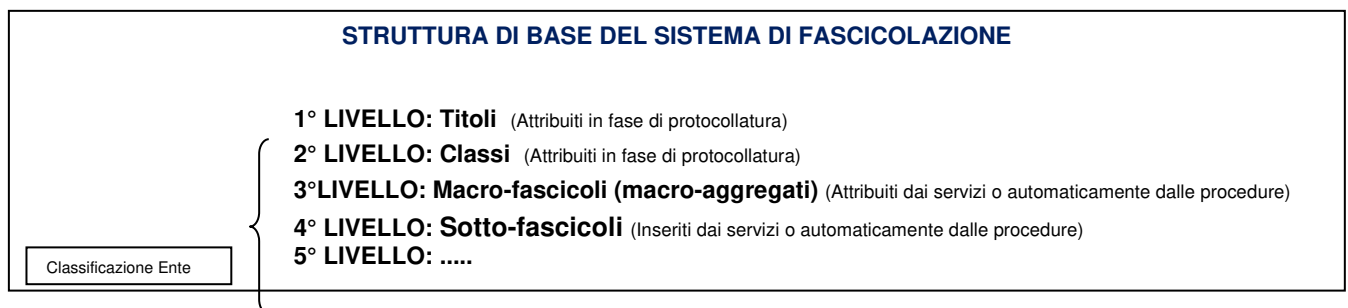 STRUTTURA DI BASE DEL SISTEMA DI FASCICOLAZIONE
1° LIVELLO: Titoli (Attribuiti in fase di protocollatura)
2° LIVELLO: Classi (Attribuiti in fase di protocollatura)
3°LIVELLO: Macro-fascicoli (macro-aggregati) (Attribuiti dai servizi o automaticamente dalle procedure)
4° LIVELLO: Sotto-fascicoli (Inseriti dai servizi o automaticamente dalle procedure)
5° LIVELLO: .....
Classificazione Ente